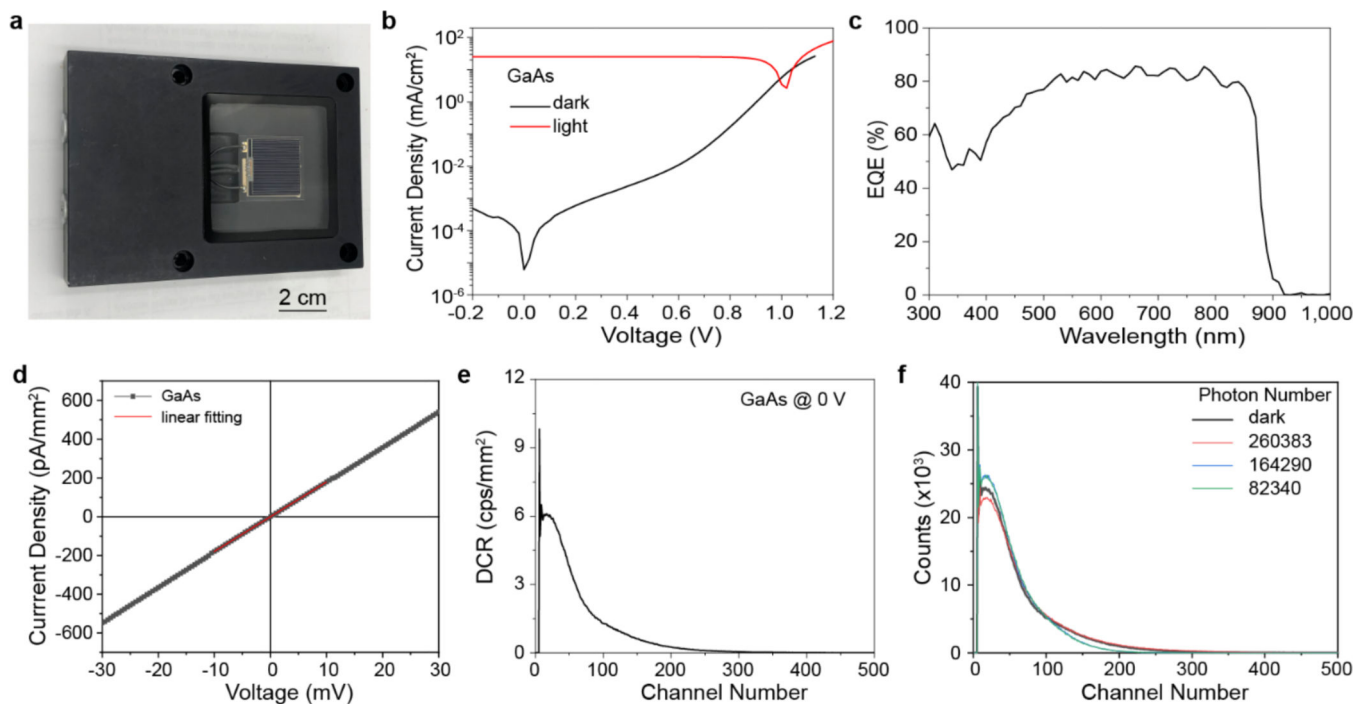 a
2 cm
b
Current Density (mA/cm²)
10²
10⁰
10⁻²
10⁻⁴
10⁻⁶
GaAs
dark
light
-0.2 0.0 0.2 0.4 0.6 0.8 1.0 1.2
Voltage (V)
c
EQE (%)
100
80
60
40
20
0
300 400 500 600 700 800 900 1,000
Wavelength (nm)
d
Currrent Density (pA/mm²)
600
400
200
0
-200
-400
-600
GaAs
linear fitting
-30 -20 -10 0 10 20 30
Voltage (mV)
e
DCR (cps/mm²)
12
9
6
3
0
GaAs @ 0 V
0 100 200 300 400 500
Channel Number
f
Counts (x10³)
40
30
20
10
0
Photon Number
dark
260383
164290
82340
0 100 200 300 400 500
Channel Number